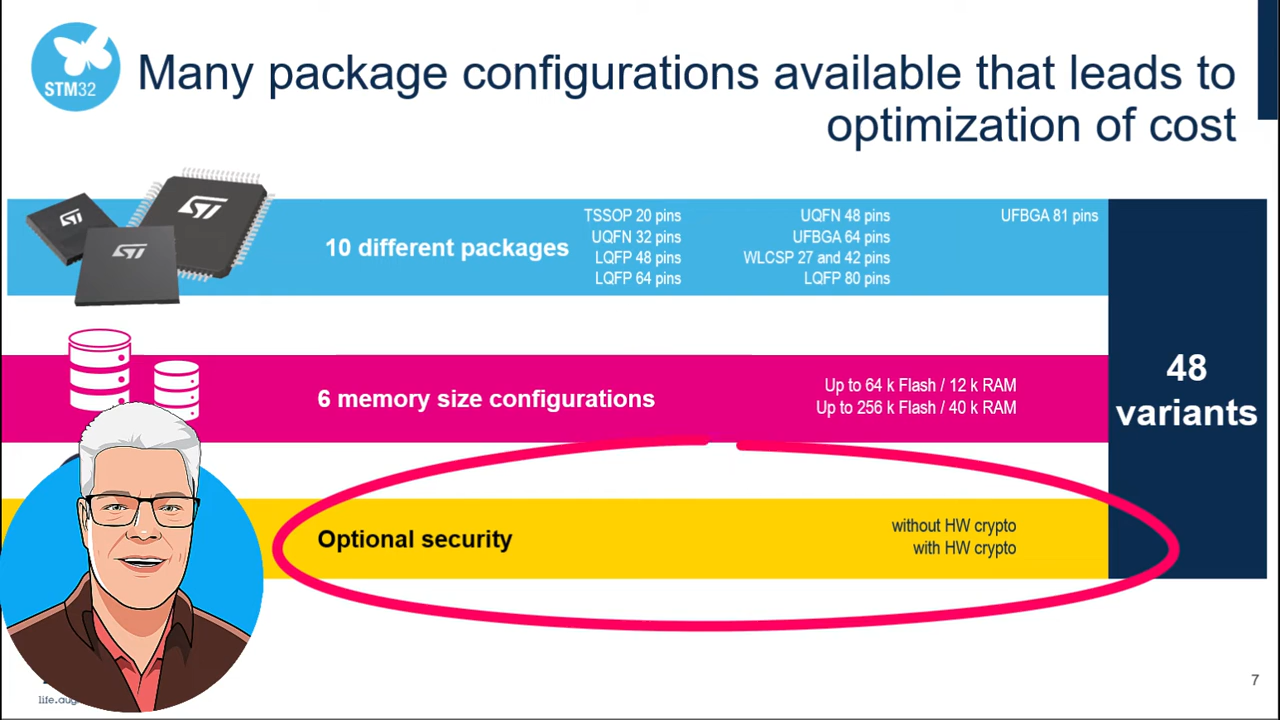 STM32
Many package configurations available that leads to
optimization of cost
10 different packages
TSSOP 20 pins
UQFN 32 pins
LQFP 48 pins
LQFP 64 pins
UQFN 48 pins
UFBGA 64 pins
WLCSP 27 and 42 pins
LQFP 80 pins
UFBGA 81 pins
6 memory size configurations
Up to 64 k Flash / 12 k RAM
Up to 256 k Flash / 40 k RAM
48
variants
Optional security
without HW crypto
with HW crypto
life.aug
7